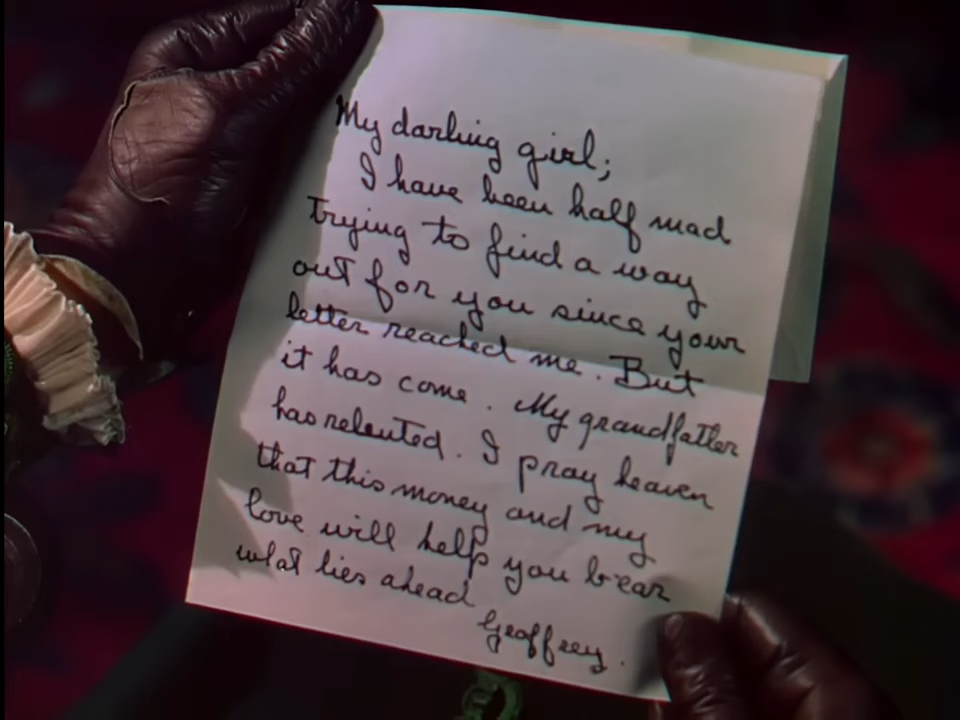 My darling girl;
I have been half mad
trying to find a way
out for you since your
letter reached me. But
it has come. My grandfather
has relented. I pray heaven
that this money and my
love will help you bear
what lies ahead
Geoffrey.